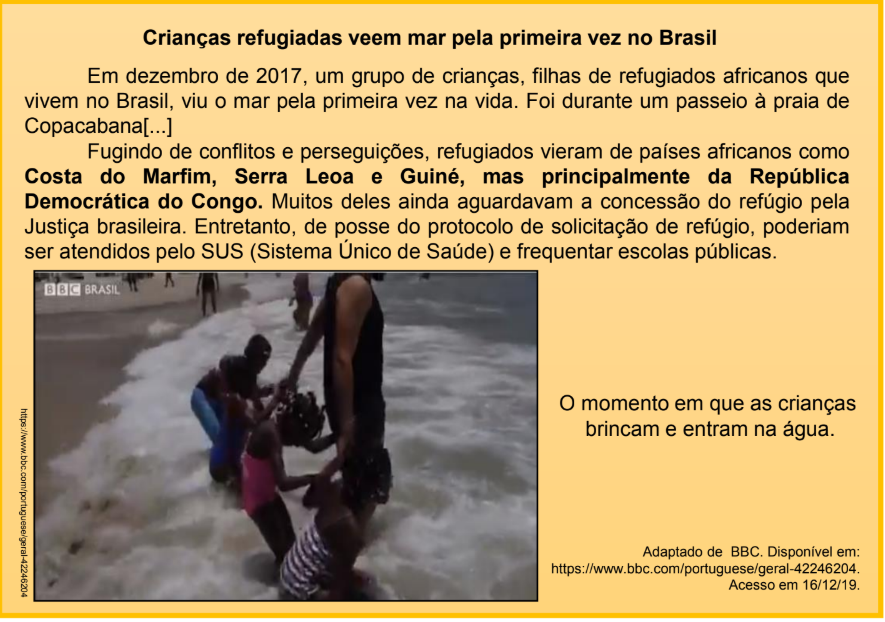 Crianças refugiadas veem mar pela primeira vez no Brasil
Em dezembro de 2017, um grupo de crianças, filhas de refugiados africanos que
vivem no Brasil, viu o mar pela primeira vez na vida. Foi durante um passeio à praia de
Copacabana[...]
Fugindo de conflitos e perseguições, refugiados vieram de países africanos como
Costa do Marfim, Serra Leoa e Guiné, mas principalmente da República
Democrática do Congo. Muitos deles ainda aguardavam a concessão do refúgio pela
Justiça brasileira. Entretanto, de posse do protocolo de solicitação de refúgio, poderiam
ser atendidos pelo SUS (Sistema Único de Saúde) e frequentar escolas públicas.
BBC BRASIL
https://www.bbc.com/portuguese/geral-42246204
O momento em que as crianças
brincam e entram na água.
Adaptado de BBC. Disponível em:
https://www.bbc.com/portuguese/geral-42246204.
Acesso em 16/12/19.